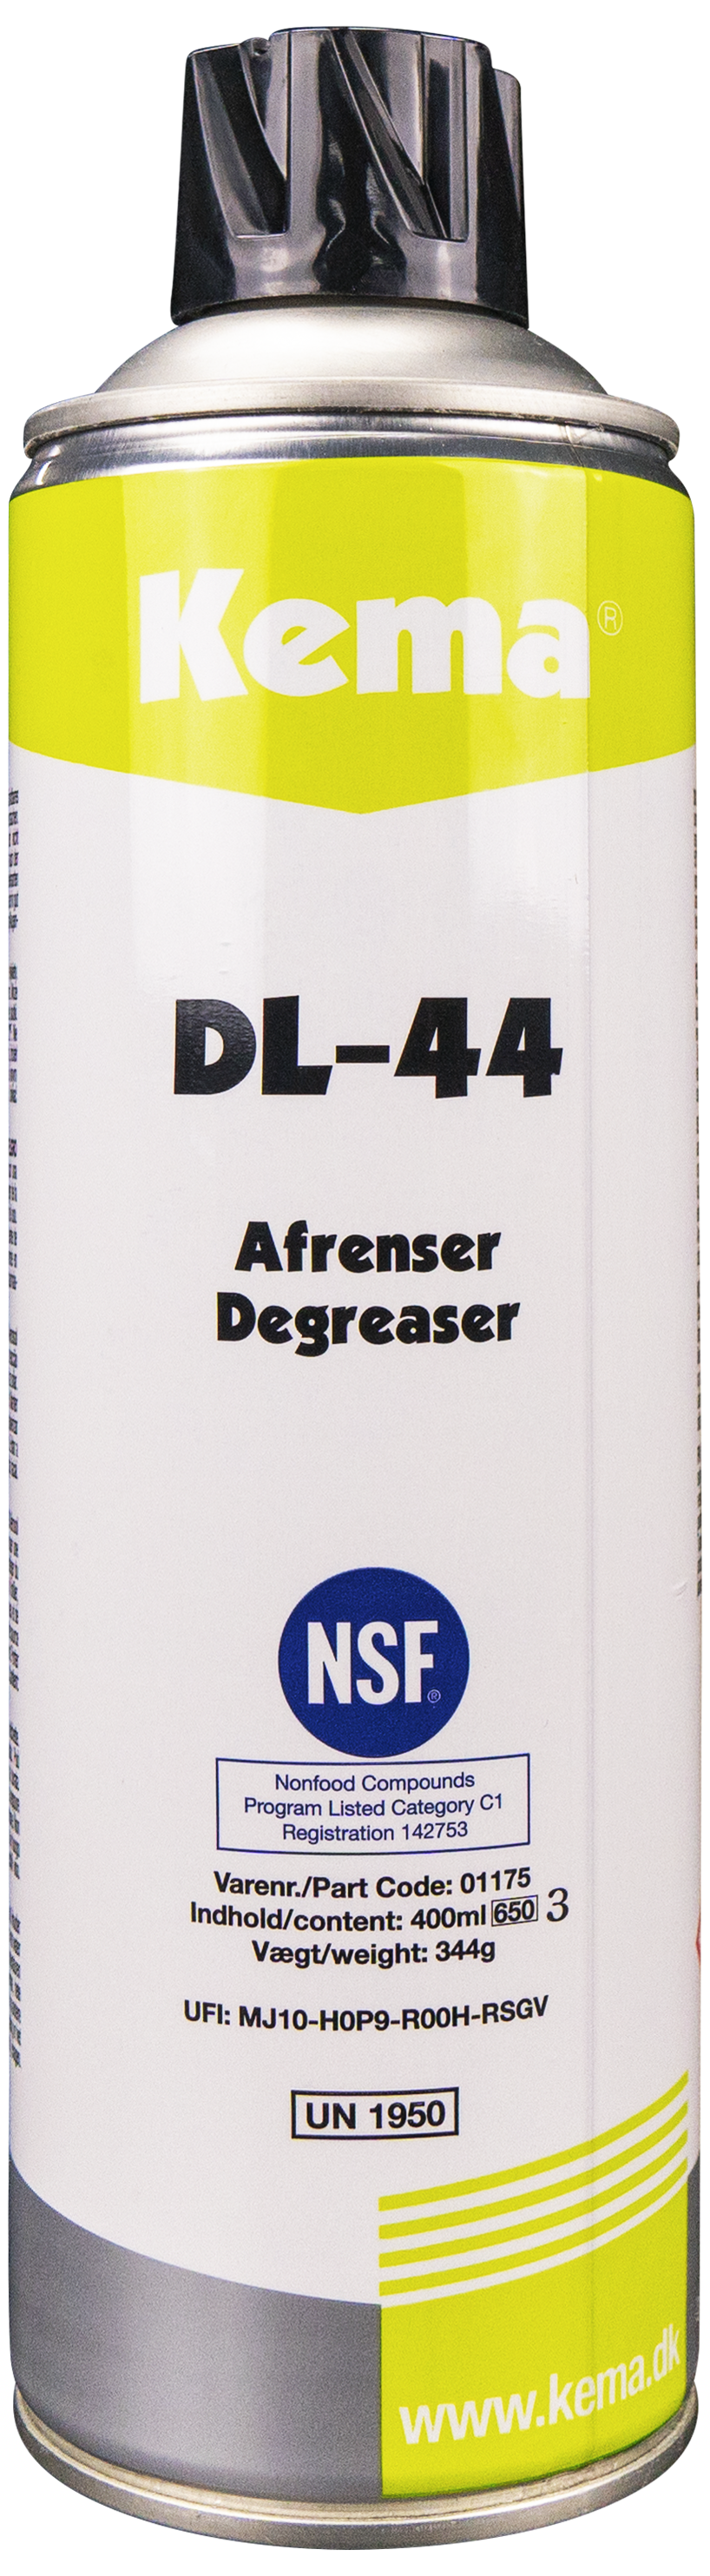 Kema®
DL-44
Afrenser
Degreaser
NSF®
Nonfood Compounds
Program Listed Category C1
Registration 142753
Varenr./Part Code: 01175
Indhold/content: 400ml 650 3
Vægt/weight: 344g
UFI: MJ10-H0P9-R00H-RSGV
UN 1950
www.kema.dk